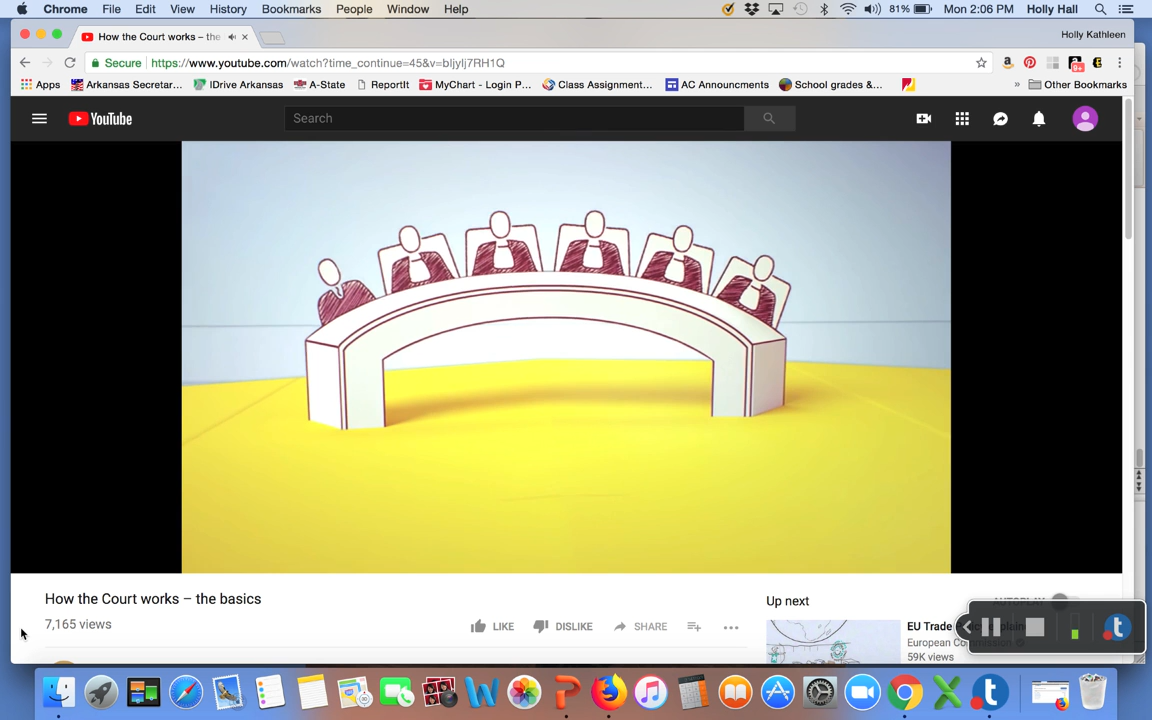 Chrome File Edit View History Bookmarks People Window Help 81% Mon 2:06 PM Holly Hall
How the Court works – the Holly Kathleen
Secure https://www.youtube.com/watch?time_continue=45&v=bljylj7RH1Q
Apps Arkansas Secretar... IDrive Arkansas A-State ReportIt MyChart - Login P... Class Assignment... AC Announcments School grades &... » Other Bookmarks
YouTube Search
How the Court works – the basics
7,165 views
LIKE DISLIKE SHARE
Up next
EU Trade
European
59K views